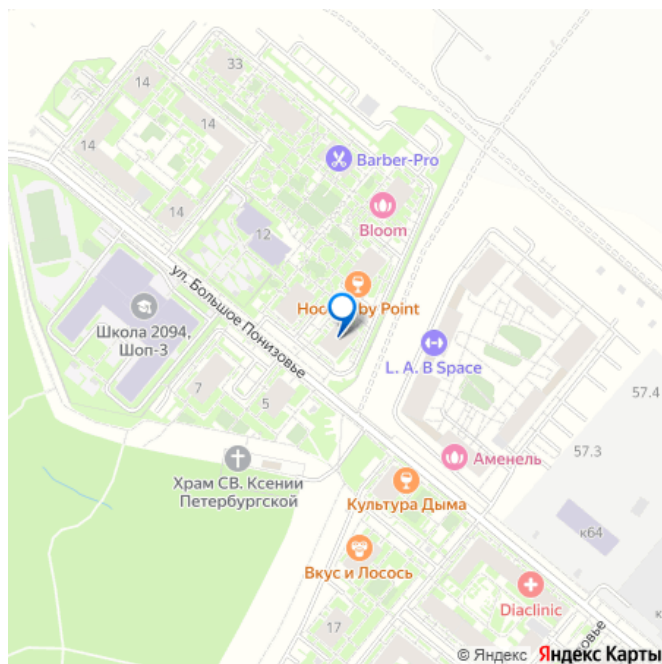 33
14
14
14
14
Barber-Pro
Bloom
12
ул. Большое Понизовье
by Point
Школа 2094,
Шоп-3
L. A. B Space
7
5
57.4
57.3
Аменель
Храм СВ. Ксении
Петербургской
Культура Дыма
к64
Вкус и Лосось
Diaclinic
17
© Яндекс Яндекс Карты